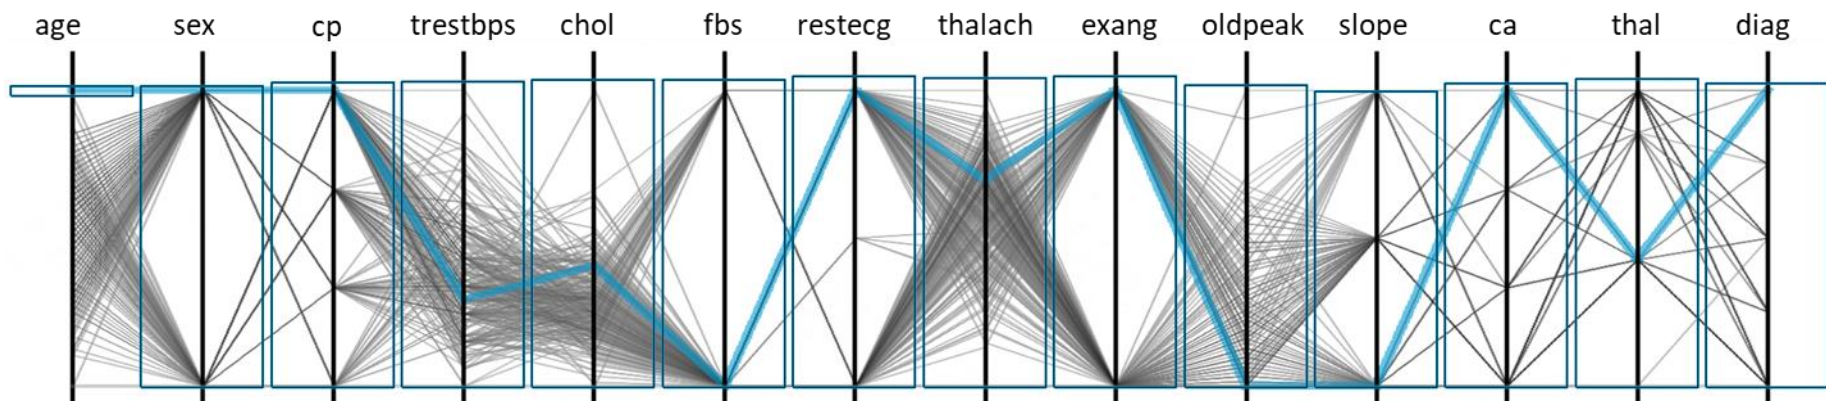 age sex cp trestbps chol fbs restecg thalach exang oldpeak slope ca thal diag